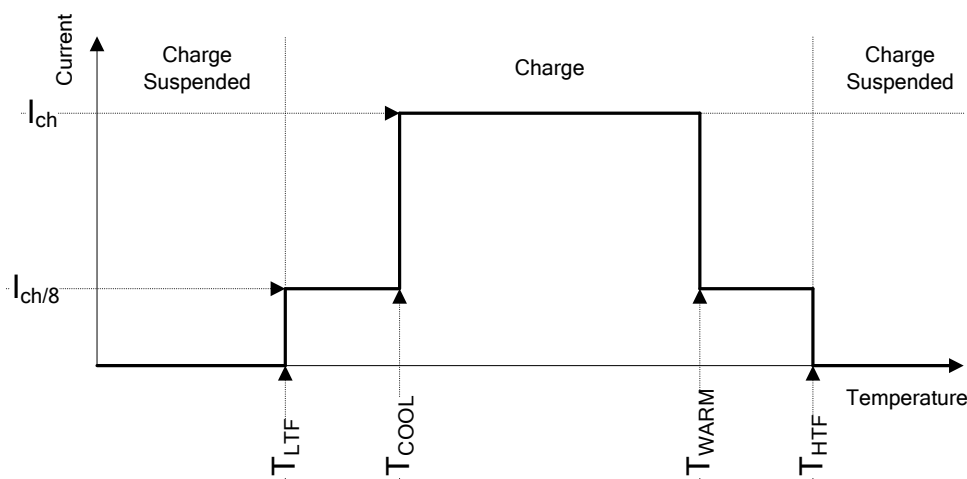 Current
Charge
Suspended
Charge
Charge
Suspended
Ich
Ich/8
Temperature
TLTF
TCOOL
TWARM
THTF